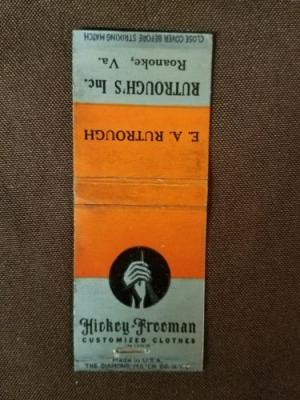 CLOSE COVER BEFORE STRIKING MATCH
RUTROUGH'S Inc.
Roanoke, Va.
E. A. RUTROUGH
Hickey-Freeman
CUSTOMIZED CLOTHES
Made in U.S.A.
THE DIAMOND MATCH CO. N.Y.C.